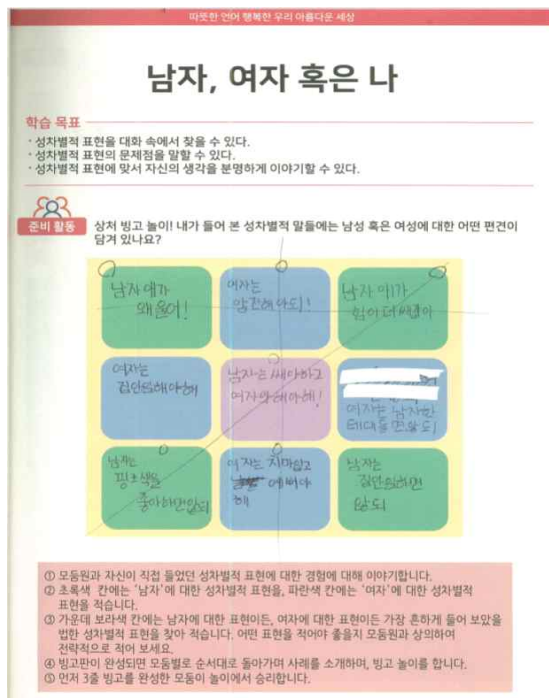 따뜻한 언어 행복한 우리 아름다운 세상
남자, 여자 혹은 나
학습 목표
· 성차별적 표현을 대화 속에서 찾을 수 있다.
· 성차별적 표현의 문제점을 말할 수 있다.
· 성차별적 표현에 맞서 자신의 생각을 분명하게 이야기할 수 있다.
준비 활동
상처 빙고 놀이! 내가 들어 본 성차별적 말들에는 남성 혹은 여성에 대한 어떤 편견이
담겨 있나요?
남자애가
왜 울어!
여자는
얌전해야되!
남자 애가
힘이 더 쌔
여자는
집안일해야해
남자는 쌔야하고
여자 해야해!
여자는 남자한
테 대들면 않되
남자는
핑크색을
좋아하면 않되
여자는 치마입고
예뻐야
해
남자는
집안일하면
않되
① 모둠원과 자신이 직접 들었던 성차별적 표현에 대한 경험에 대해 이야기합니다.
② 초록색 칸에는 '남자'에 대한 성차별적 표현을, 파란색 칸에는 '여자'에 대한 성차별적
표현을 적습니다.
③ 가운데 보라색 칸에는 남자에 대한 표현이든, 여자에 대한 표현이든 가장 흔하게 들어 보았을
법한 성차별적 표현을 찾아 적습니다. 어떤 표현을 적어야 좋을지 모둠원과 상의하여
전략적으로 적어 보세요.
④ 빙고판이 완성되면 모둠별로 순서대로 돌아가며 사례를 소개하며, 빙고 놀이를 합니다.
⑤ 먼저 3줄 빙고를 완성한 모둠이 놀이에서 승리합니다.